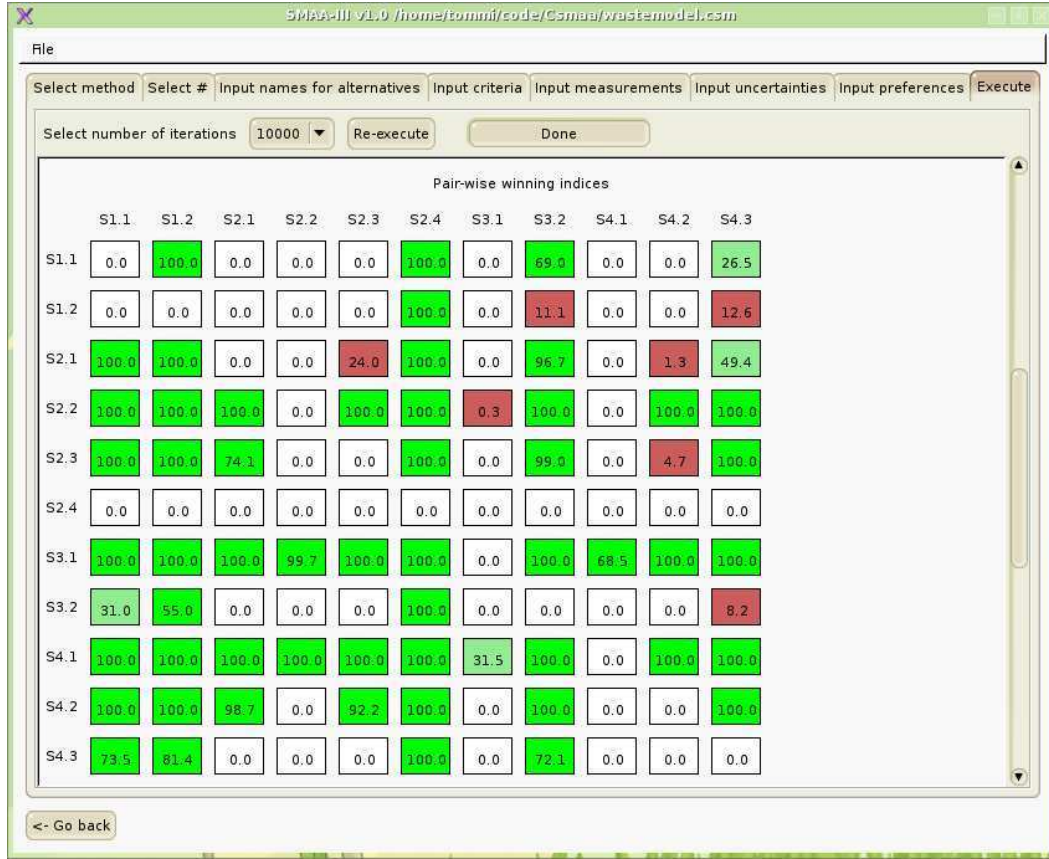 SMAA-III v1.0 /home/tommi/code/Csmaa/wastemodel.csm
File
Select method Select # Input names for alternatives Input criteria Input measurements Input uncertainties Input preferences Execute
Select number of iterations 10000 Re-execute Done
Pair-wise winning indices
S1.1 S1.2 S2.1 S2.2 S2.3 S2.4 S3.1 S3.2 S4.1 S4.2 S4.3
S1.1 0.0 100.0 0.0 0.0 0.0 100.0 0.0 69.0 0.0 0.0 26.5
S1.2 0.0 0.0 0.0 0.0 0.0 100.0 0.0 11.1 0.0 0.0 12.6
S2.1 100.0 100.0 0.0 0.0 24.0 100.0 0.0 96.7 0.0 1.3 49.4
S2.2 100.0 100.0 100.0 0.0 100.0 100.0 0.3 100.0 0.0 100.0 100.0
S2.3 100.0 100.0 74.1 0.0 0.0 100.0 0.0 99.0 0.0 4.7 100.0
S2.4 0.0 0.0 0.0 0.0 0.0 0.0 0.0 0.0 0.0 0.0 0.0
S3.1 100.0 100.0 100.0 99.7 100.0 100.0 0.0 100.0 68.5 100.0 100.0
S3.2 31.0 55.0 0.0 0.0 0.0 100.0 0.0 0.0 0.0 0.0 8.2
S4.1 100.0 100.0 100.0 100.0 100.0 100.0 31.5 100.0 0.0 100.0 100.0
S4.2 100.0 100.0 98.7 0.0 92.2 100.0 0.0 100.0 0.0 0.0 100.0
S4.3 73.5 81.4 0.0 0.0 0.0 100.0 0.0 72.1 0.0 0.0 0.0
<- Go back